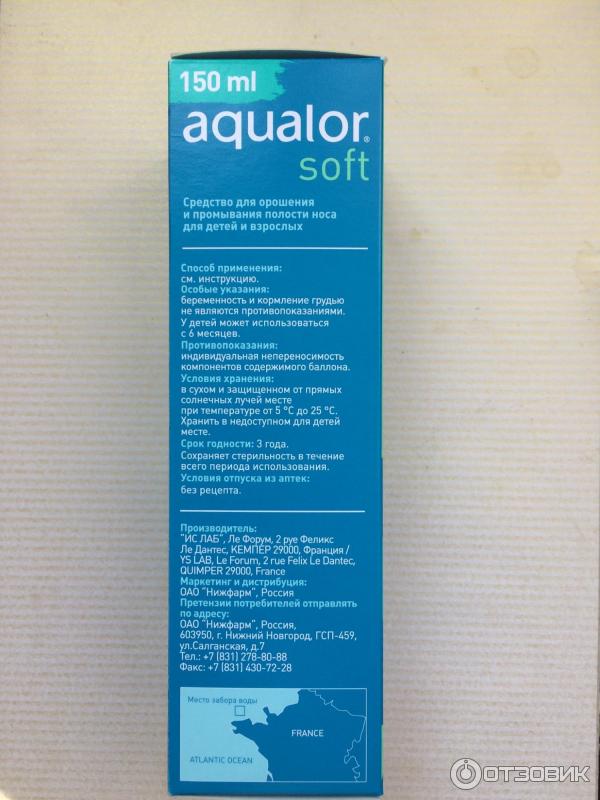 150 ml
aqualor®
soft
Средство для орошения
и промывания полости носа
для детей и взрослых
Способ применения:
см. инструкцию.
Особые указания:
беременность и кормление грудью
не являются противопоказаниями.
У детей может использоваться
с 6 месяцев.
Противопоказания:
индивидуальная непереносимость
компонентов содержимого баллона.
Условия хранения:
в сухом и защищенном от прямых
солнечных лучей месте
при температуре от 5 °C до 25 °C.
Хранить в недоступном для детей
месте.
Срок годности: 3 года.
Сохраняет стерильность в течение
всего периода использования.
Условия отпуска из аптек:
без рецепта.
Производитель:
"ИС ЛАБ", Ле Форум, 2 руе Феликс
Ле Дантес, КЕМПЕР 29000, Франция /
YS LAB, Le Forum, 2 rue Felix Le Dantec,
QUIMPER 29000, France
Маркетинг и дистрибуция:
ОАО "Нижфарм", Россия
Претензии потребителей отправлять
по адресу:
ОАО "Нижфарм", Россия,
603950, г. Нижний Новгород, ГСП-459,
ул.Салганская, д.7
Тел.: +7 (831) 278-80-88
Факс: +7 (831) 430-72-28
Место забора воды
FRANCE
ATLANTIC OCEAN
ОТЗОВИК